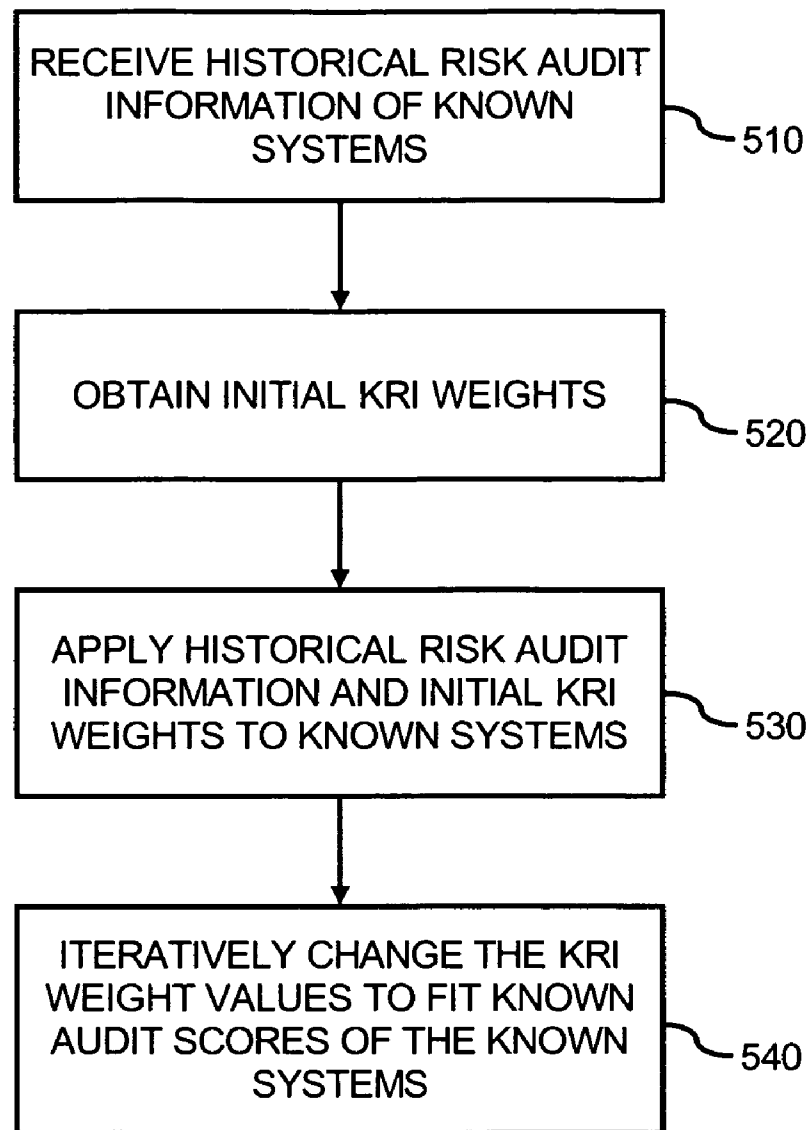 RECEIVE HISTORICAL RISK AUDIT
INFORMATION OF KNOWN
SYSTEMS
510
OBTAIN INITIAL KRI WEIGHTS
520
APPLY HISTORICAL RISK AUDIT
INFORMATION AND INITIAL KRI
WEIGHTS TO KNOWN SYSTEMS
530
ITERATIVELY CHANGE THE KRI
WEIGHT VALUES TO FIT KNOWN
AUDIT SCORES OF THE KNOWN
SYSTEMS
540